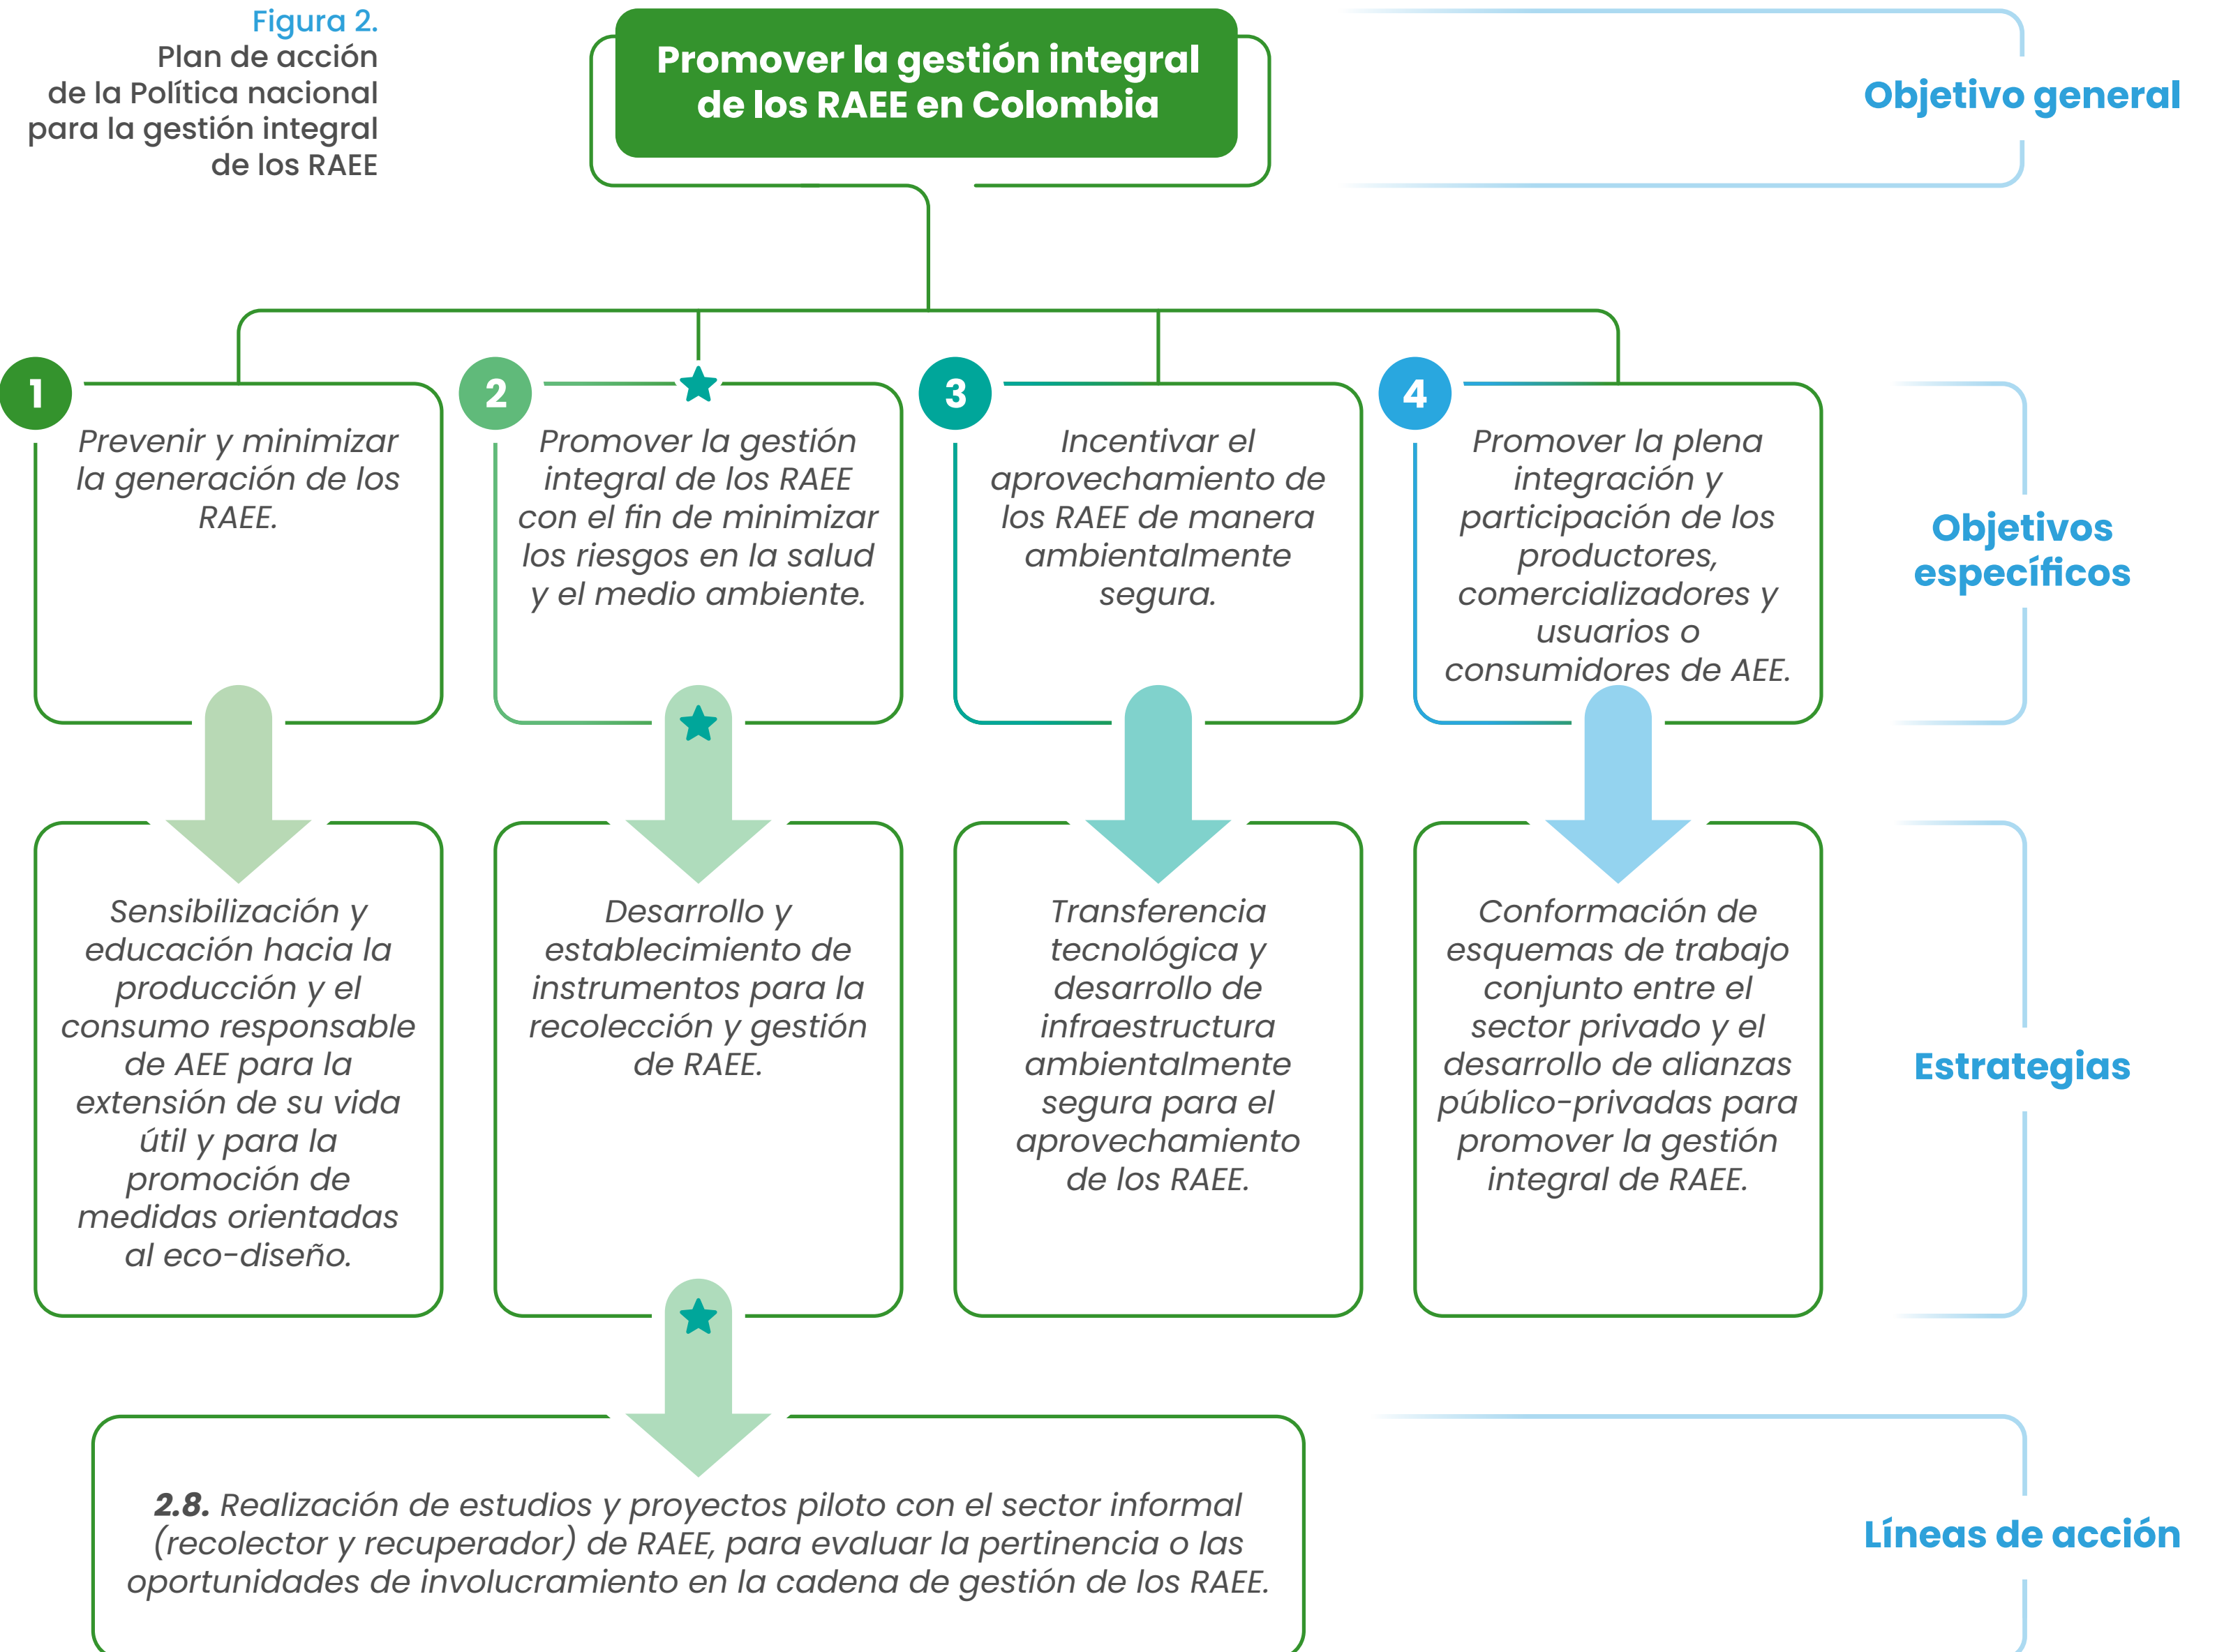 Figura 2.
Plan de acción
de la Política nacional
para la gestión integral
de los RAEE
Promover la gestión integral
de los RAEE en Colombia
Objetivo general
1
Prevenir y minimizar
la generación de los
RAEE.
2
Promover la gestión
integral de los RAEE
con el fin de minimizar
los riesgos en la salud
y el medio ambiente.
3
Incentivar el
aprovechamiento de
los RAEE de manera
ambientalmente
segura.
4
Promover la plena
integración y
participación de los
productores,
comercializadores y
usuarios o
consumidores de AEE.
Objetivos
específicos
Sensibilización y
educación hacia la
producción y el
consumo responsable
de AEE para la
extensión de su vida
útil y para la
promoción de
medidas orientadas
al eco-diseño.
Desarrollo y
establecimiento de
instrumentos para la
recolección y gestión
de RAEE.
Transferencia
tecnológica y
desarrollo de
infraestructura
ambientalmente
segura para el
aprovechamiento
de los RAEE.
Conformación de
esquemas de trabajo
conjunto entre el
sector privado y el
desarrollo de alianzas
público-privadas para
promover la gestión
integral de RAEE.
Estrategias
2.8. Realización de estudios y proyectos piloto con el sector informal
(recolector y recuperador) de RAEE, para evaluar la pertinencia o las
oportunidades de involucramiento en la cadena de gestión de los RAEE.
Líneas de acción